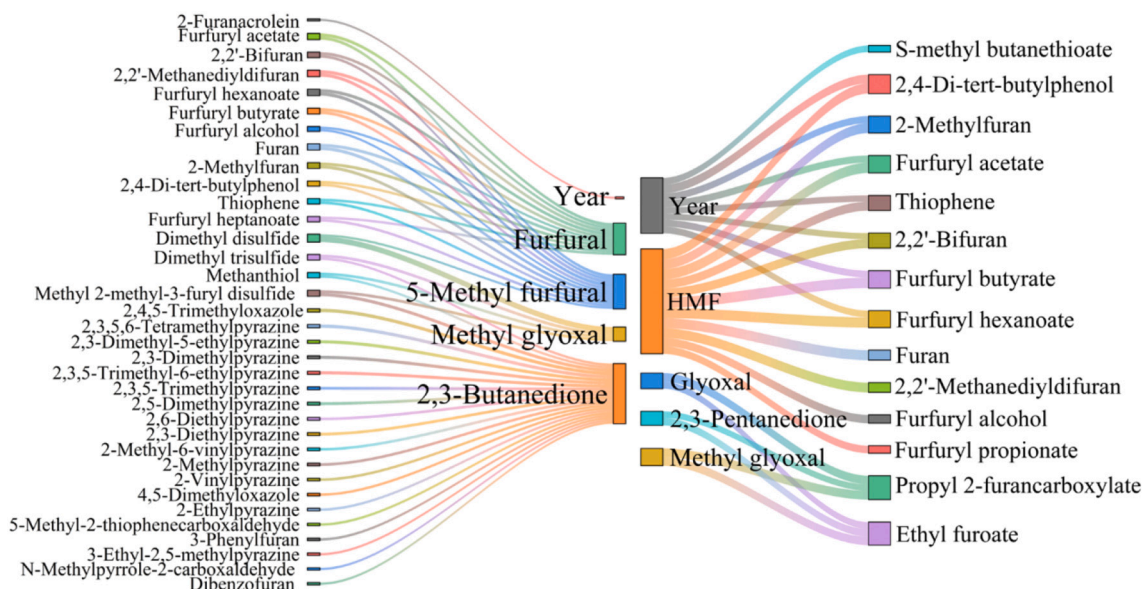 2-Furanacrolein
Furfuryl acetate
2,2'-Bifuran
2,2'-Methanediyldifuran
Furfuryl hexanoate
Furfuryl butyrate
Furfuryl alcohol
Furan
2-Methylfuran
2,4-Di-tert-butylphenol
Thiophene
Furfuryl heptanoate
Dimethyl disulfide
Dimethyl trisulfide
Methanthiol
Methyl 2-methyl-3-furyl disulfide
2,4,5-Trimethyloxazole
2,3,5,6-Tetramethylpyrazine
2,3-Dimethyl-5-ethylpyrazine
2,3-Dimethylpyrazine
2,3,5-Trimethyl-6-ethylpyrazine
2,3,5-Trimethylpyrazine
2,5-Dimethylpyrazine
2,6-Diethylpyrazine
2,3-Diethylpyrazine
2-Methyl-6-vinylpyrazine
2-Methylpyrazine
2-Vinylpyrazine
4,5-Dimethyloxazole
2-Ethylpyrazine
5-Methyl-2-thiophenecarboxaldehyde
3-Phenylfuran
3-Ethyl-2,5-methylpyrazine
N-Methylpyrrole-2-carboxaldehyde
Dibenzofuran
Year
Furfural
5-Methyl furfural
Methyl glyoxal
2,3-Butanedione
Year
HMF
Glyoxal
2,3-Pentanedione
Methyl glyoxal
S-methyl butanethioate
2,4-Di-tert-butylphenol
2-Methylfuran
Furfuryl acetate
Thiophene
2,2'-Bifuran
Furfuryl butyrate
Furfuryl hexanoate
Furan
2,2'-Methanediyldifuran
Furfuryl alcohol
Furfuryl propionate
Propyl 2-furancarboxylate
Ethyl furoate